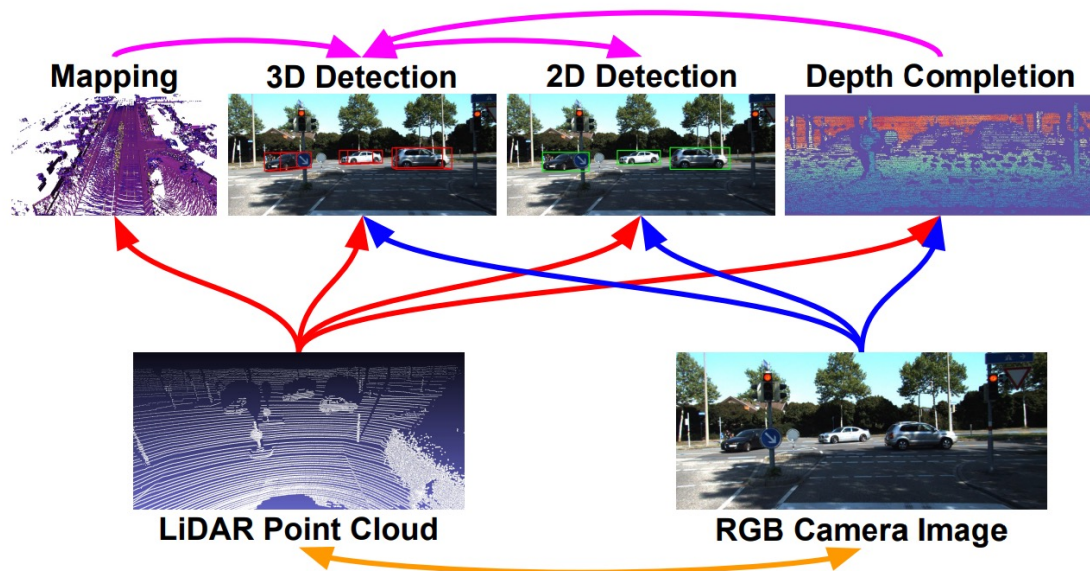 Mapping
3D Detection
2D Detection
Depth Completion
LiDAR Point Cloud
RGB Camera Image